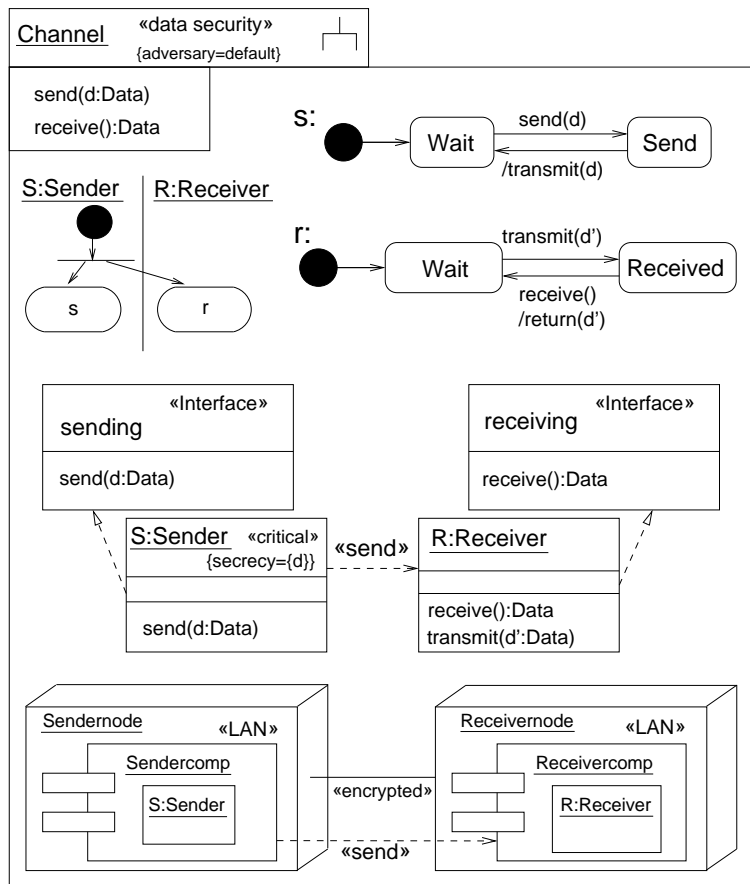 Channel
«data security»
{adversary=default}
send(d:Data)
receive():Data
s:
Wait
send(d)
/transmit(d)
Send
S:Sender
R:Receiver
s
r
r:
Wait
transmit(d')
receive()
/return(d')
Received
«Interface»
sending
send(d:Data)
«Interface»
receiving
receive():Data
S:Sender
«critical»
{secrecy={d}}
send(d:Data)
«send»
R:Receiver
receive():Data
transmit(d':Data)
Sendernode
«LAN»
Sendercomp
S:Sender
«encrypted»
«send»
Receivernode
«LAN»
Receivercomp
R:Receiver